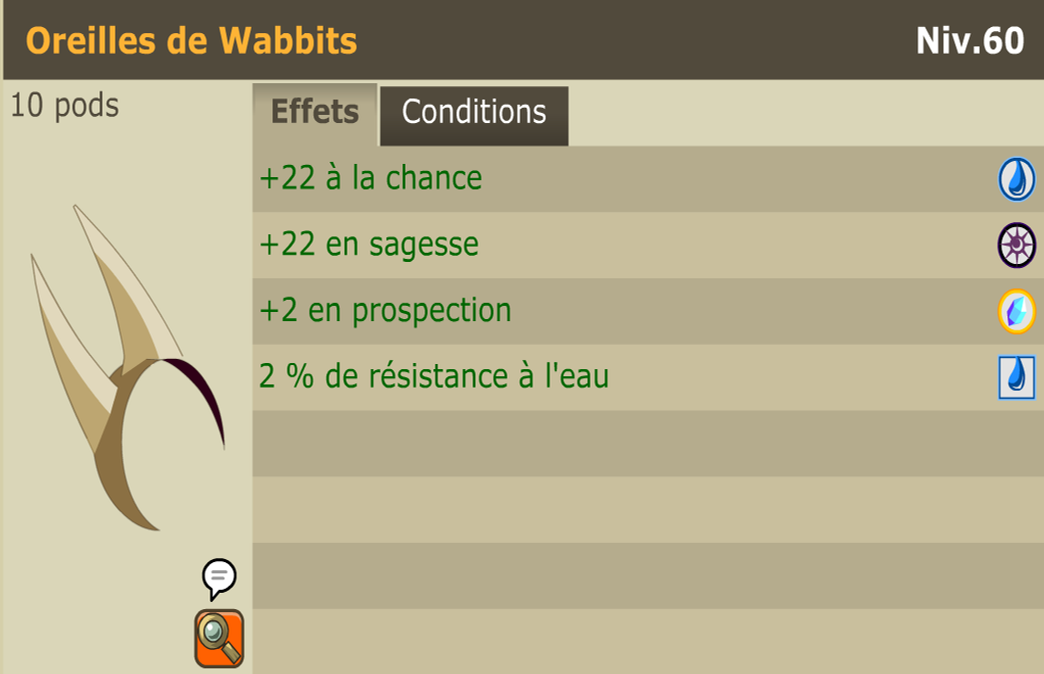 Oreilles de Wabbits
Niv.60
10 pods
Effets
Conditions
+22 à la chance
+22 en sagesse
+2 en prospection
2 % de résistance à l'eau